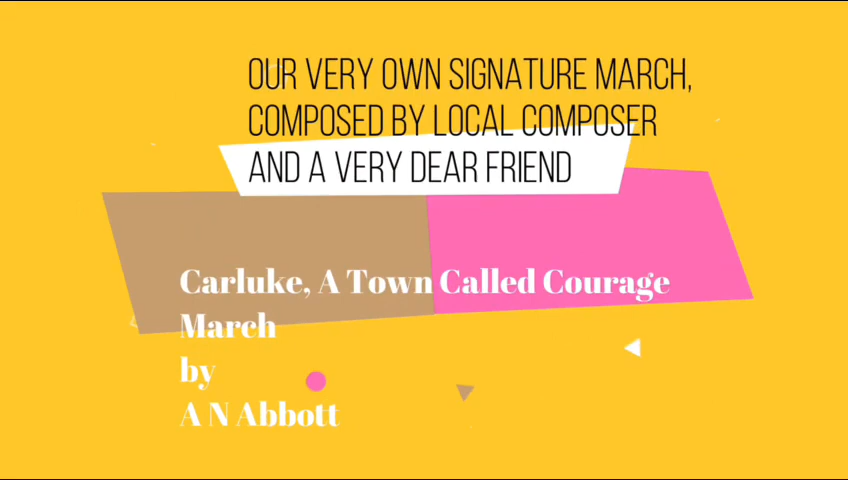 OUR VERY OWN SIGNATURE MARCH,
COMPOSED BY LOCAL COMPOSER
AND A VERY DEAR FRIEND
Carluke, A Town Called Courage
March
by
A N Abbott